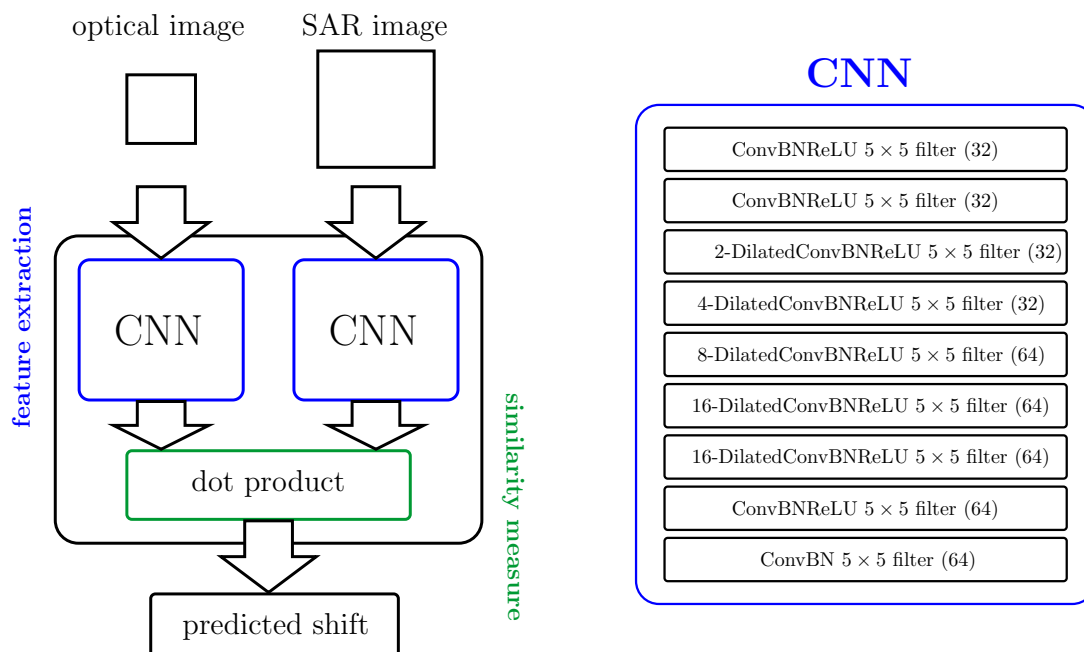 optical image
SAR image
feature extraction
CNN
CNN
dot product
similarity measure
predicted shift
CNN
ConvBNReLU 5 × 5 filter (32)
ConvBNReLU 5 × 5 filter (32)
2-DilatedConvBNReLU 5 × 5 filter (32)
4-DilatedConvBNReLU 5 × 5 filter (32)
8-DilatedConvBNReLU 5 × 5 filter (64)
16-DilatedConvBNReLU 5 × 5 filter (64)
16-DilatedConvBNReLU 5 × 5 filter (64)
ConvBNReLU 5 × 5 filter (64)
ConvBN 5 × 5 filter (64)